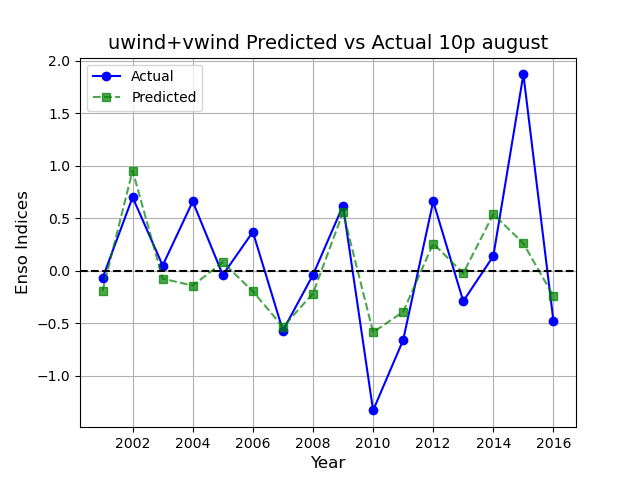 uwind+vwind Predicted vs Actual 10p august
Actual
Predicted
Enso Indices
2.0
1.5
1.0
0.5
0.0
−0.5
−1.0
2002 2004 2006 2008 2010 2012 2014 2016
Year